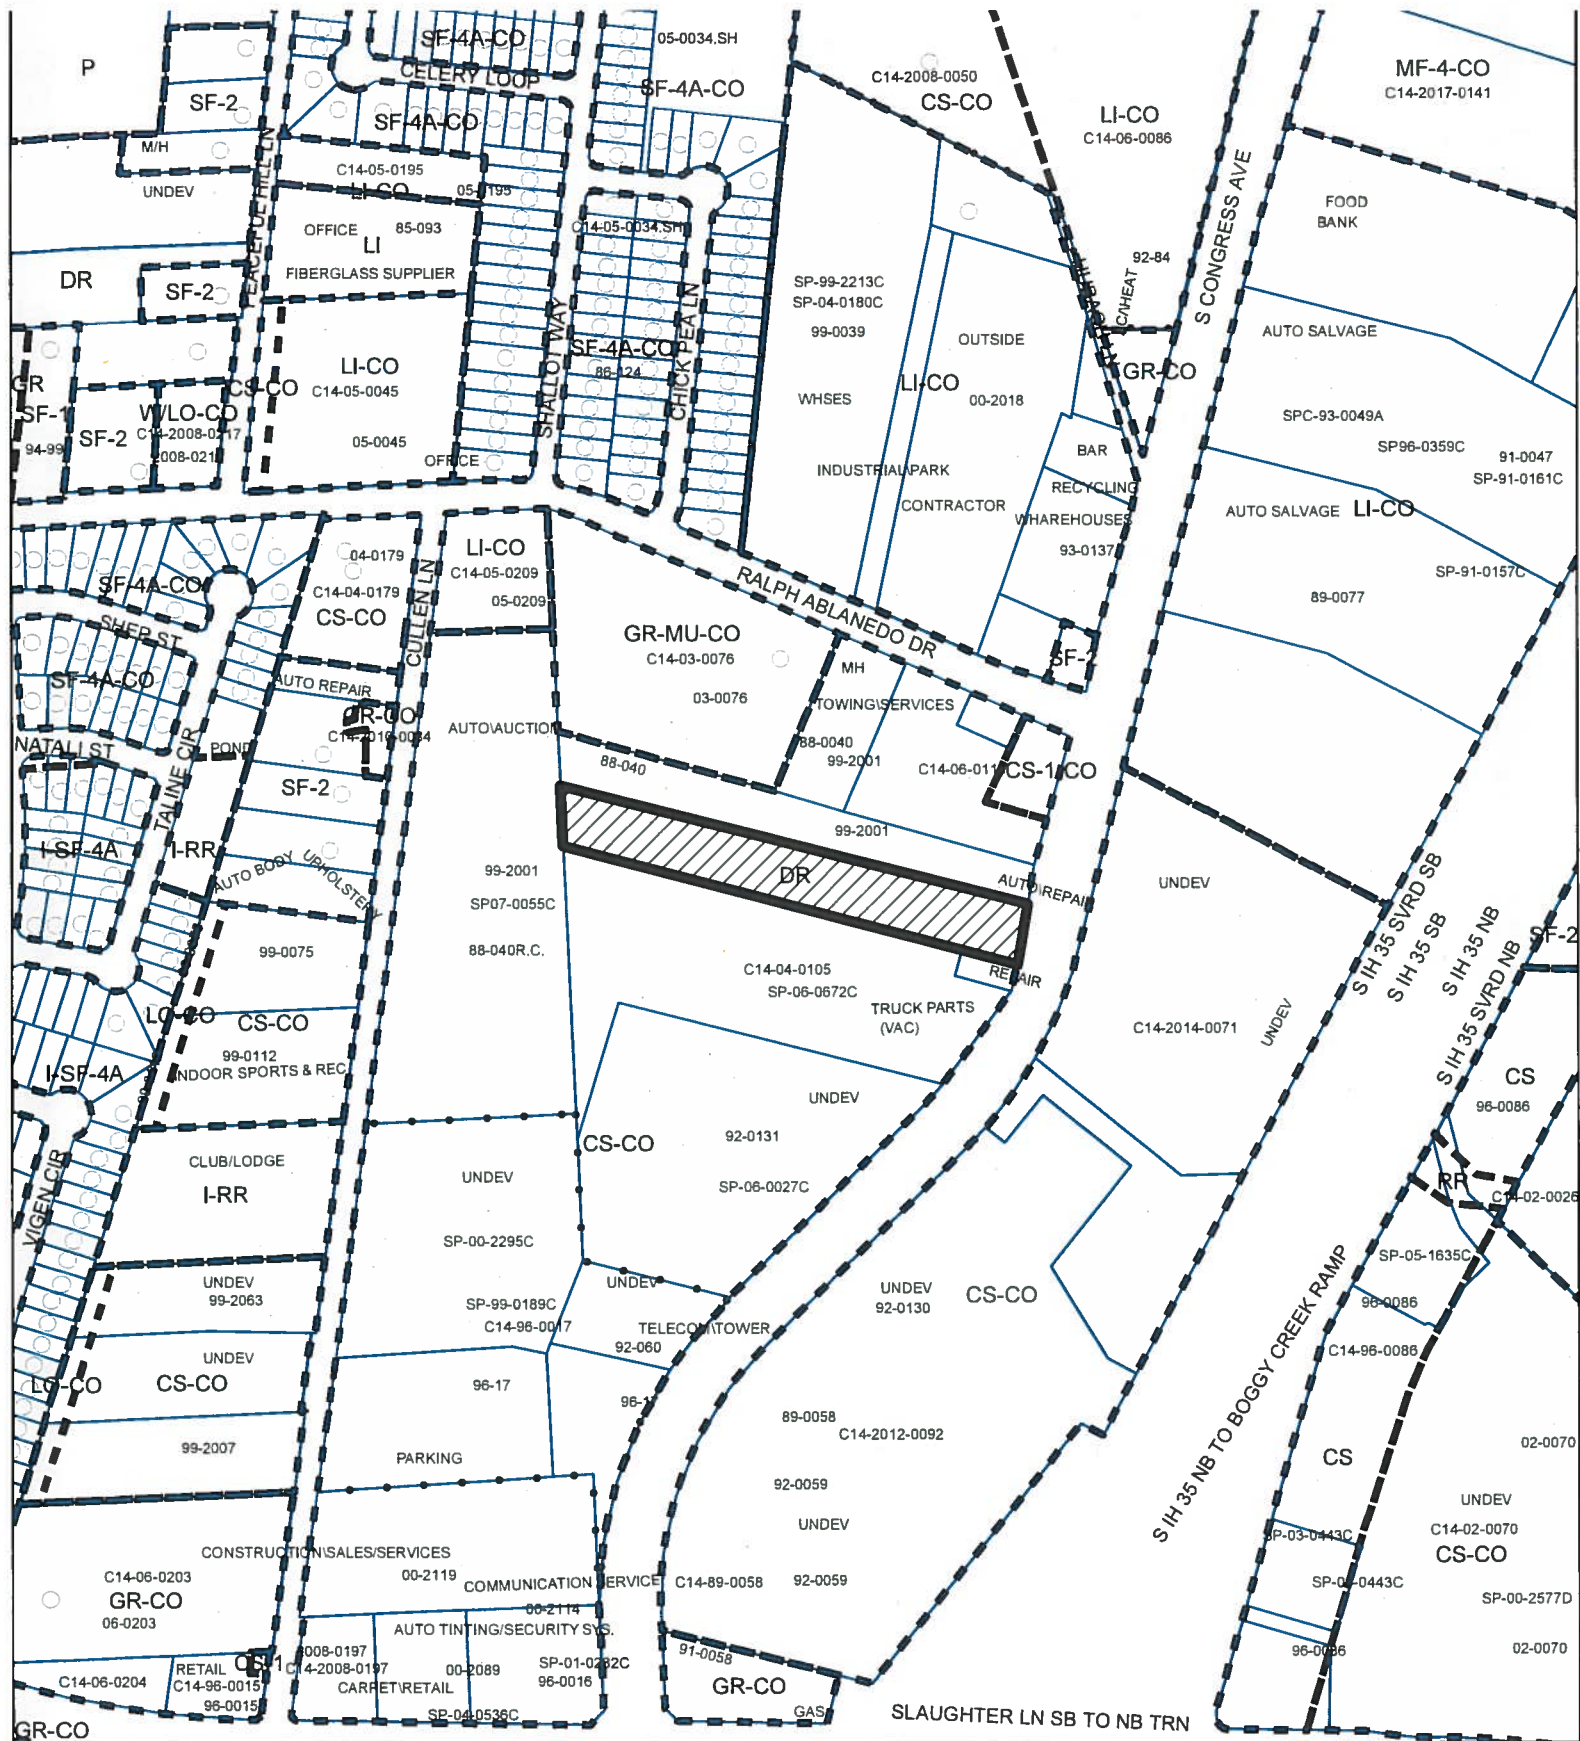 P
SF-2
M/H
UNDEV
DR
SF-2
SF-4A-CO
CELERY LOOP
SF-4A-CO
05-0034.SH
SF-4A-CO
PEACEFUL HILL LN
C14-05-0195
LI-CO
OFFICE
85-093
LI
FIBERGLASS SUPPLIER
C14-05-0034.SH
C14-2008-0050
CS-CO
LI-CO
C14-06-0086
MF-4-CO
C14-2017-0141
S CONGRESS AVE
FOOD
BANK
92-84
SP-99-2213C
SP-04-0180C
99-0039
OUTSIDE
AUTO SALVAGE
GR
SF-1
94-99
SF-2
W/LO-CO
C14-2008-0217
CS-CO
LI-CO
C14-05-0045
05-0045
OFFICE
SHALLOT WAY
SF-4A-CO
86-124
CHICK PEA LN
LI-CO
WHSES
00-2018
GR-CO
INDUSTRIAL\PARK
CONTRACTOR
BAR
RECYCLING
WHAREHOUSES
93-0137
SPC-93-0049A
SP96-0359C
91-0047
SP-91-0161C
AUTO SALVAGE
LI-CO
SP-91-0157C
89-0077
SF-4A-CO
SHEP ST
SF-4A-CO
NATALI ST
TALINE CIR
POND
04-0179
C14-04-0179
CS-CO
CULLEN LN
LI-CO
C14-05-0209
05-0209
RALPH ABLANEDO DR
GR-MU-CO
C14-03-0076
03-0076
SF-2
MH
TOWING\SERVICES
AUTO REPAIR
GR-CO
C14-2010-0034
AUTO\AUCTION
88-0040
99-2001
88-040
CS-1-CO
SF-2
I-SF-4A
I-RR
AUTO BODY
UPHOLSTERY
99-2001
99-2001
SP07-0055C
88-040R.C.
DR
AUTO\REPAIR
UNDEV
REPAIR
C14-04-0105
SP-06-0672C
TRUCK PARTS
(VAC)
C14-2014-0071
UNDEV
S IH 35 SVRD SB
S IH 35 SB
S IH 35 NB
S IH 35 SVRD NB
SF-2
99-0075
LO-CO
CS-CO
99-0112
INDOOR SPORTS & REC
I-SF-4A
VIGEN CIR
CLUB/LODGE
I-RR
UNDEV
92-0131
CS-CO
SP-06-0027C
UNDEV
SP-00-2295C
CS
96-0086
RR
C14-02-0026
SP-05-1635C
UNDEV
99-2063
UNDEV
LO-CO
CS-CO
99-2007
SP-99-0189C
C14-96-0017
UNDEV
TELECOM\TOWER
92-060
96-17
PARKING
UNDEV
92-0130
CS-CO
89-0058
C14-2012-0092
92-0059
UNDEV
S IH 35 NB TO BOGGY CREEK RAMP
96-0086
C14-96-0086
CS
02-0070
UNDEV
C14-02-0070
CS-CO
SP-03-0443C
SP-00-2577D
02-0070
96-0086
C14-06-0203
GR-CO
06-0203
CONSTRUCTION\SALES/SERVICES
00-2119
COMMUNICATION SERVICE
00-2114
C14-89-0058
92-0059
AUTO TINTING/SECURITY SYS.
C14-06-0204
RETAIL
C14-96-0015
96-0015
C14-2008-0197
CARPET\RETAIL
00-2089
SP-04-0536C
96-0016
91-0058
GR-CO
GAS
GR-CO
SLAUGHTER LN SB TO NB TRN